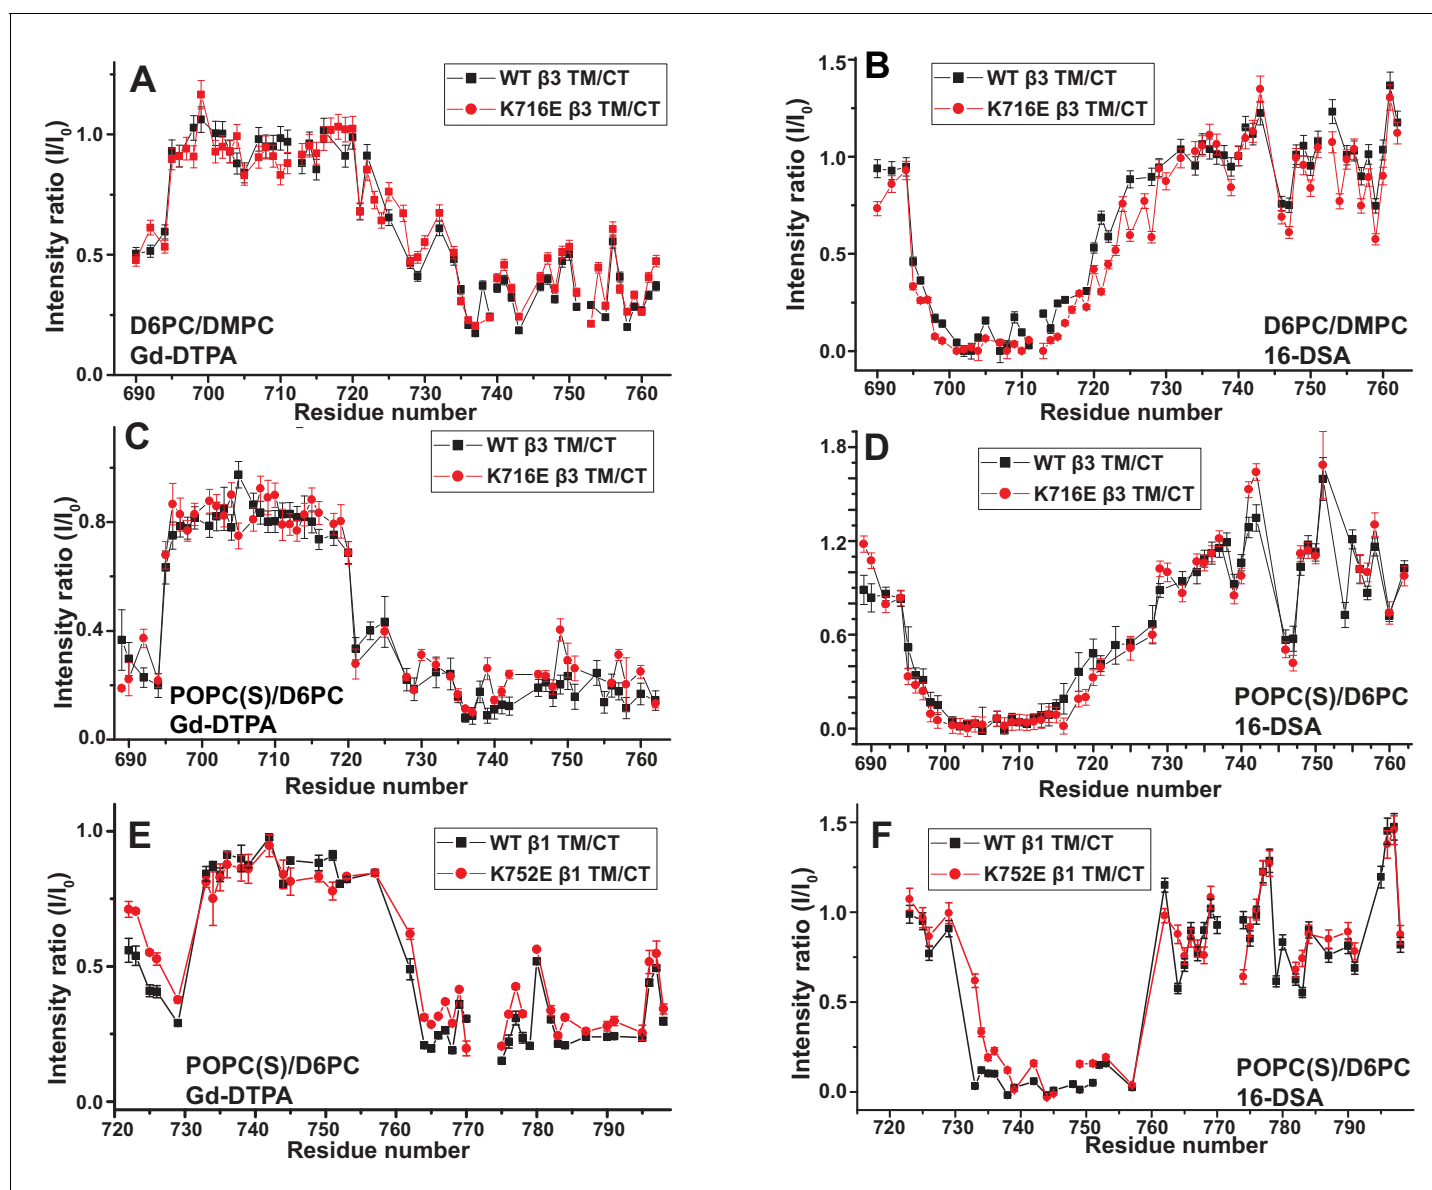 A
WT β3 TM/CT
K716E β3 TM/CT
Intensity ratio (I/I0)
1.0
0.5
0.0
D6PC/DMPC
Gd-DTPA
690 700 710 720 730 740 750 760
Residue number
B
WT β3 TM/CT
K716E β3 TM/CT
Intensity ratio (I/I0)
1.5
1.0
0.5
0.0
D6PC/DMPC
16-DSA
690 700 710 720 730 740 750 760
Residue number
C
WT β3 TM/CT
K716E β3 TM/CT
Intensity ratio (I/I0)
0.8
0.4
0.0
POPC(S)/D6PC
Gd-DTPA
690 700 710 720 730 740 750 760
Residue number
D
WT β3 TM/CT
K716E β3 TM/CT
Intensity ratio (I/I0)
1.8
1.2
0.6
0.0
POPC(S)/D6PC
16-DSA
690 700 710 720 730 740 750 760
Residue number
E
WT β1 TM/CT
K752E β1 TM/CT
Intensity ratio (I/I0)
1.0
0.5
0.0
POPC(S)/D6PC
Gd-DTPA
720 730 740 750 760 770 780 790
Residue number
F
WT β1 TM/CT
K752E β1 TM/CT
Intensity ratio (I/I0)
1.5
1.0
0.5
0.0
POPC(S)/D6PC
16-DSA
720 730 740 750 760 770 780 790
Residue number